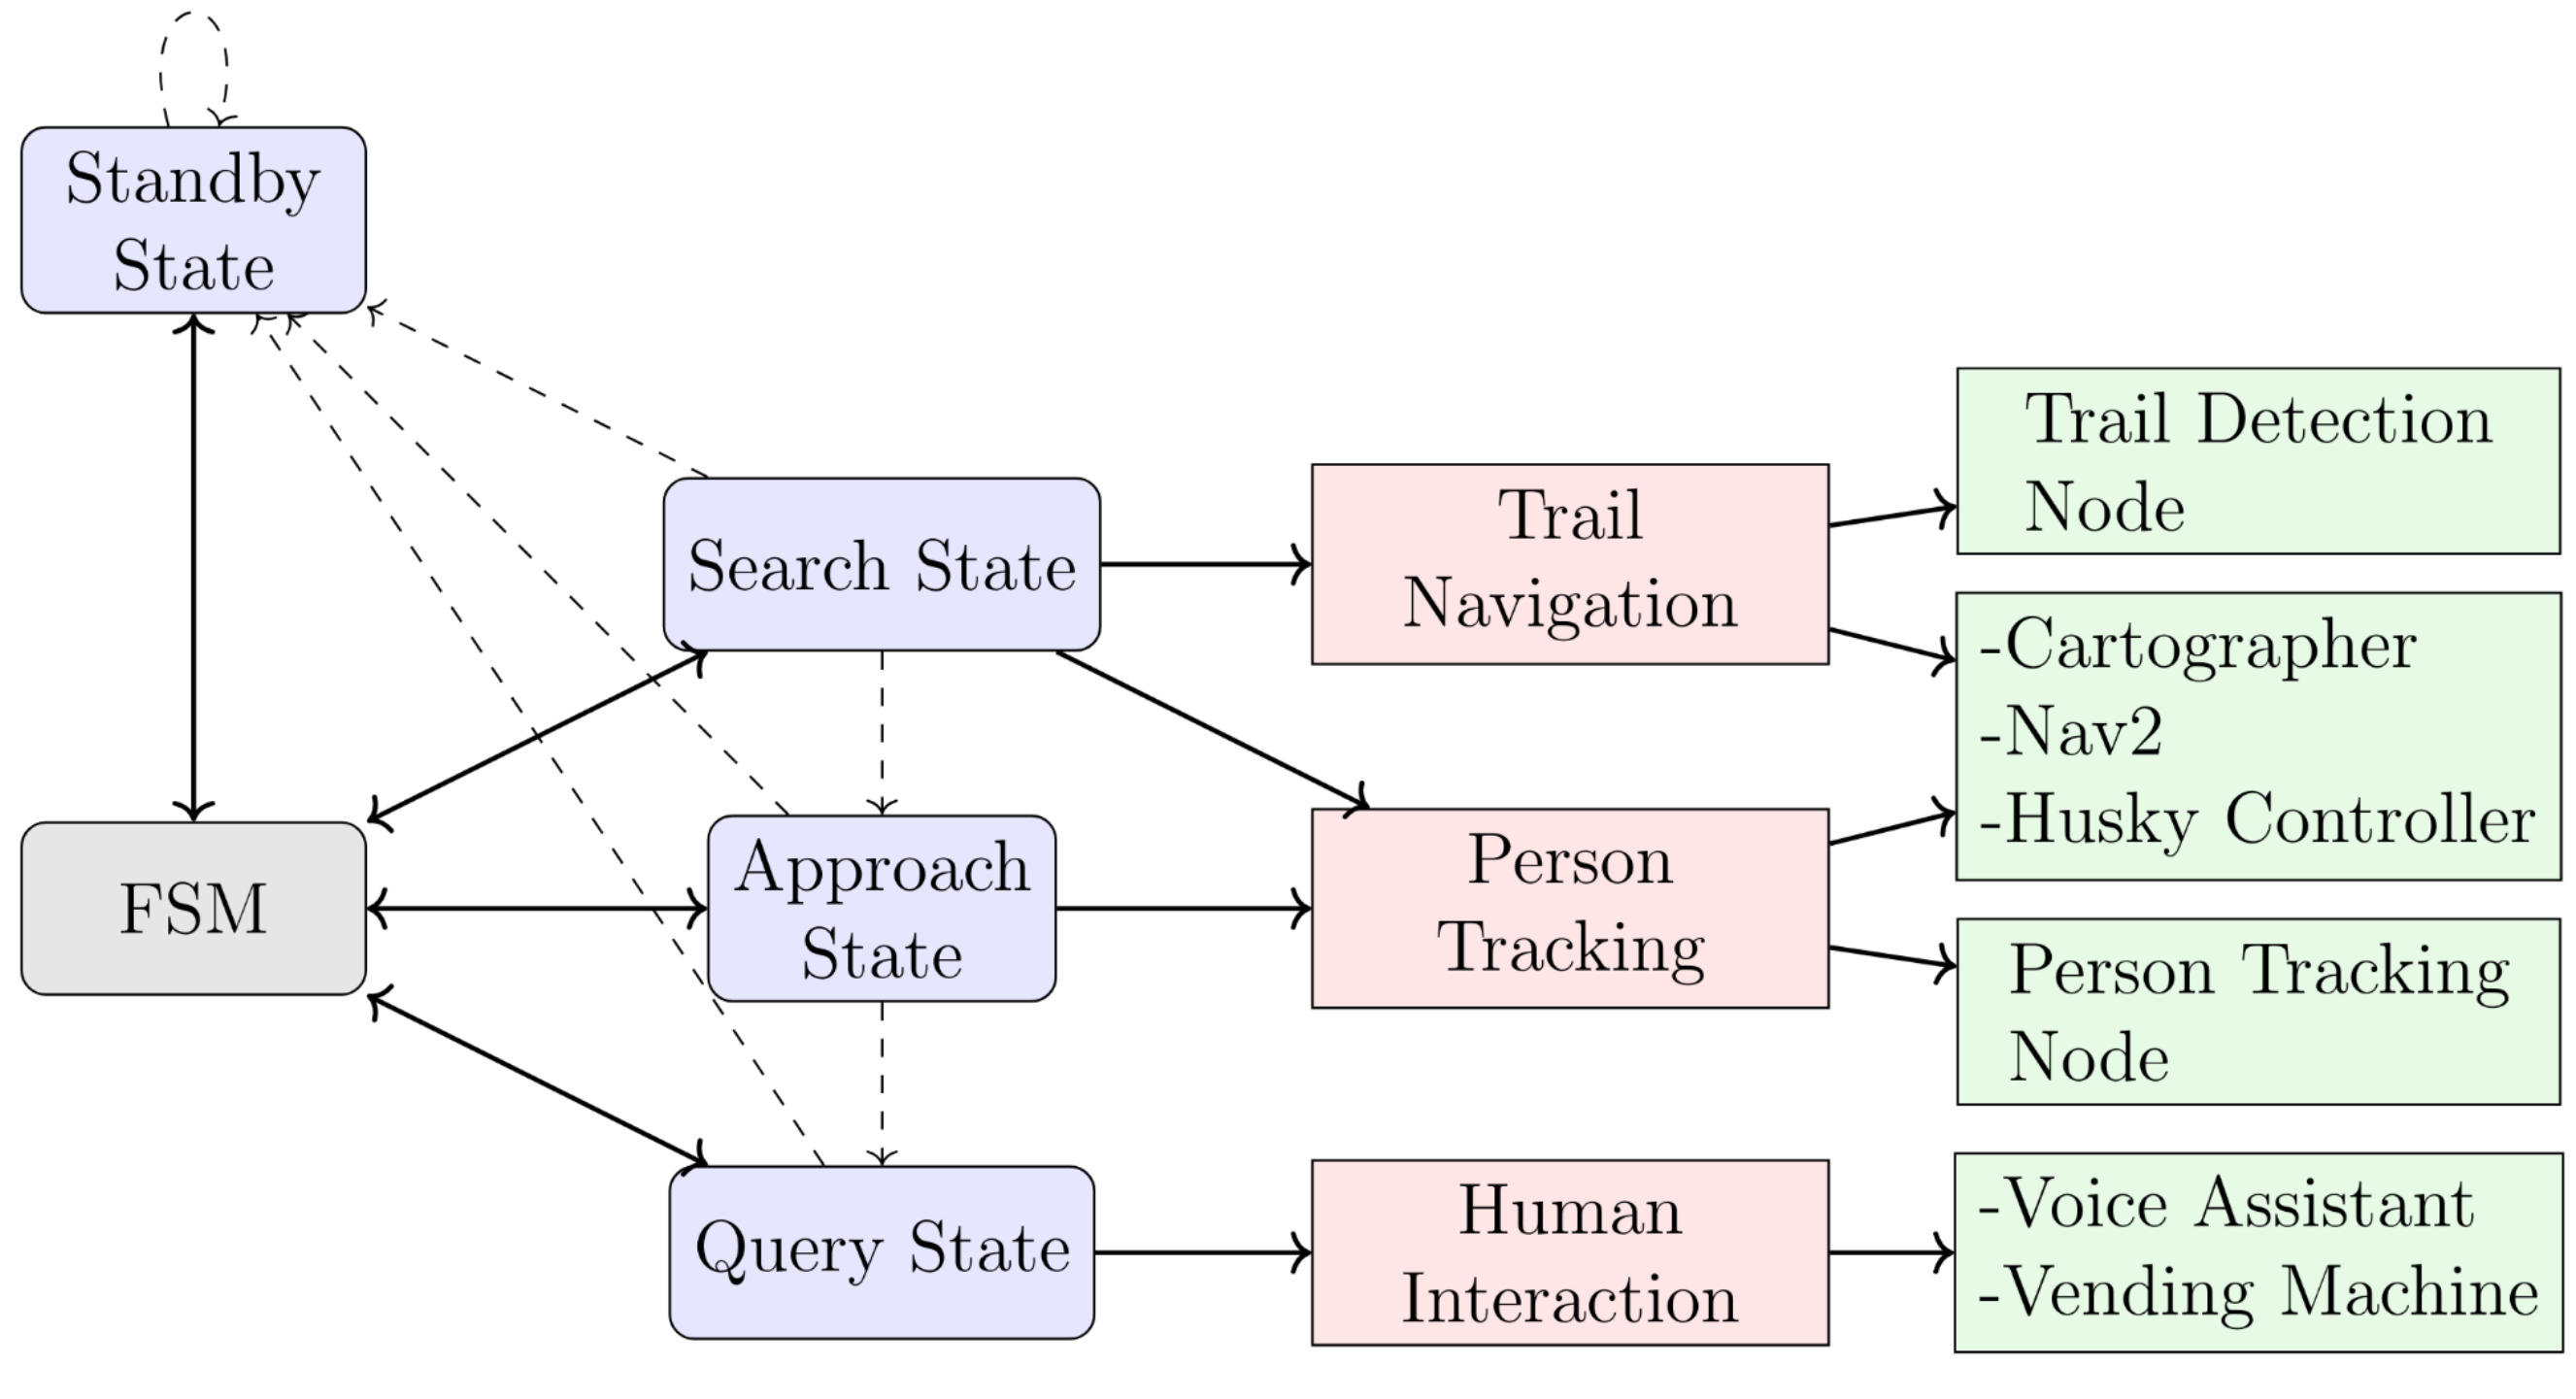 Standby
State
FSM
Search State
Approach
State
Query State
Trail
Navigation
Person
Tracking
Human
Interaction
Trail Detection
Node
-Cartographer
-Nav2
-Husky Controller
Person Tracking
Node
-Voice Assistant
-Vending Machine